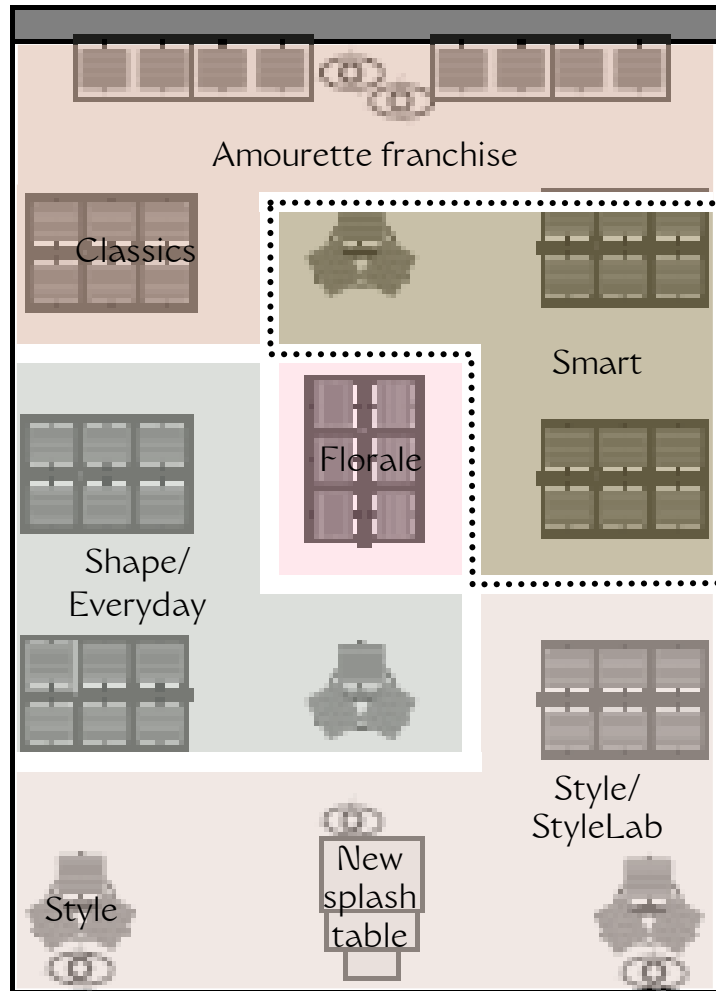 Amourette franchise
Classics
Smart
Florale
Shape/
Everyday
Style/
StyleLab
New
splash
table
Style